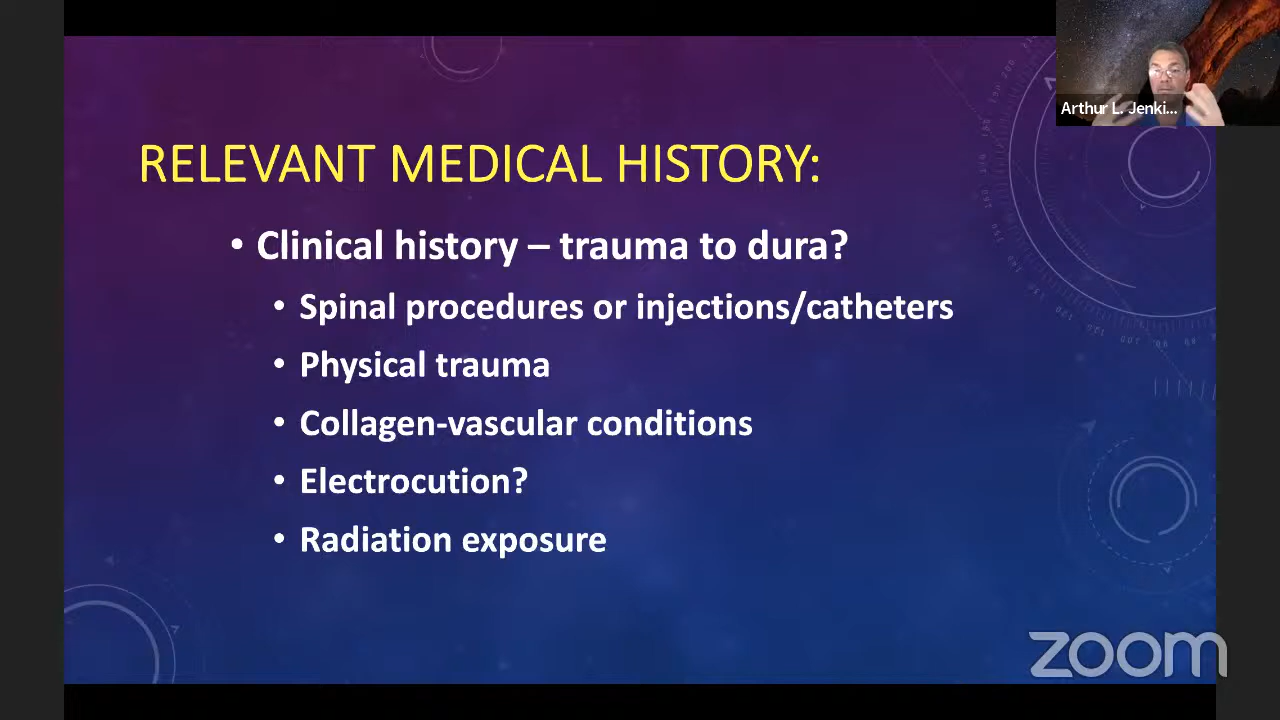 Arthur L. Jenki...
RELEVANT MEDICAL HISTORY:
• Clinical history – trauma to dura?
• Spinal procedures or injections/catheters
• Physical trauma
• Collagen-vascular conditions
• Electrocution?
• Radiation exposure
zoom